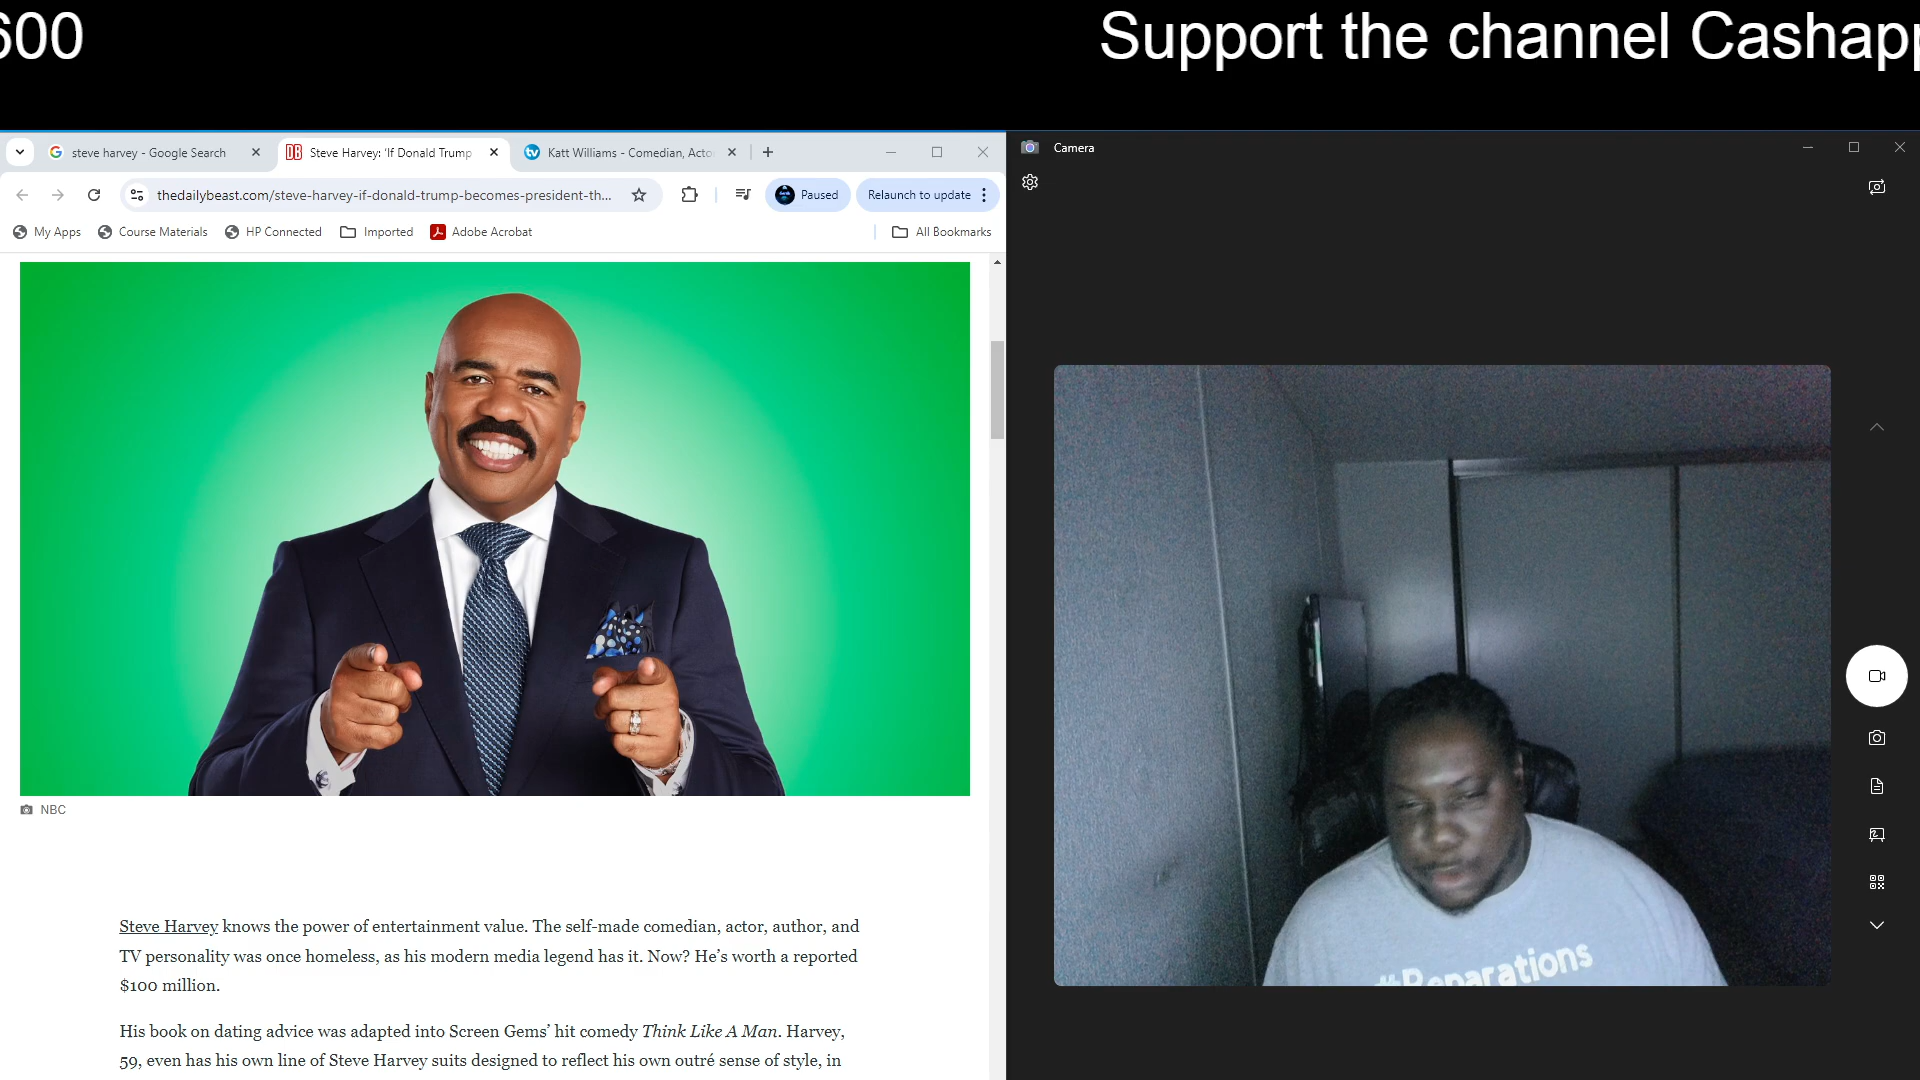 600
Support the channel Cashapp
steve harvey - Google Search
Steve Harvey: 'If Donald Trump
Katt Williams - Comedian, Acto
Camera
thedailybeast.com/steve-harvey-if-donald-trump-becomes-president-th...
Paused
Relaunch to update
My Apps
Course Materials
HP Connected
Imported
Adobe Acrobat
All Bookmarks
NBC
Steve Harvey knows the power of entertainment value. The self-made comedian, actor, author, and
TV personality was once homeless, as his modern media legend has it. Now? He's worth a reported
$100 million.
His book on dating advice was adapted into Screen Gems' hit comedy Think Like A Man. Harvey,
59, even has his own line of Steve Harvey suits designed to reflect his own outré sense of style, in
#Reparations